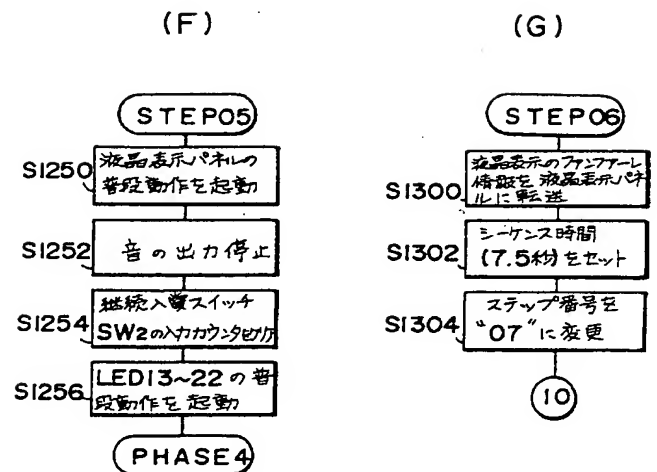 (F)
STEP05
S1250
液晶表示パネルの
普段動作を起動
S1252
音の出力停止
S1254
継続入賞スイッチ
SW2の入力カウンタをクリア
S1256
LED13~22の普
段動作を起動
PHASE4
(G)
STEP06
S1300
液晶表示のファンファーレ
情報を液晶表示パネ
ルに転送
S1302
シーケンス時間
(7.5秒)をセット
S1304
ステップ番号を
"07"に変更
10